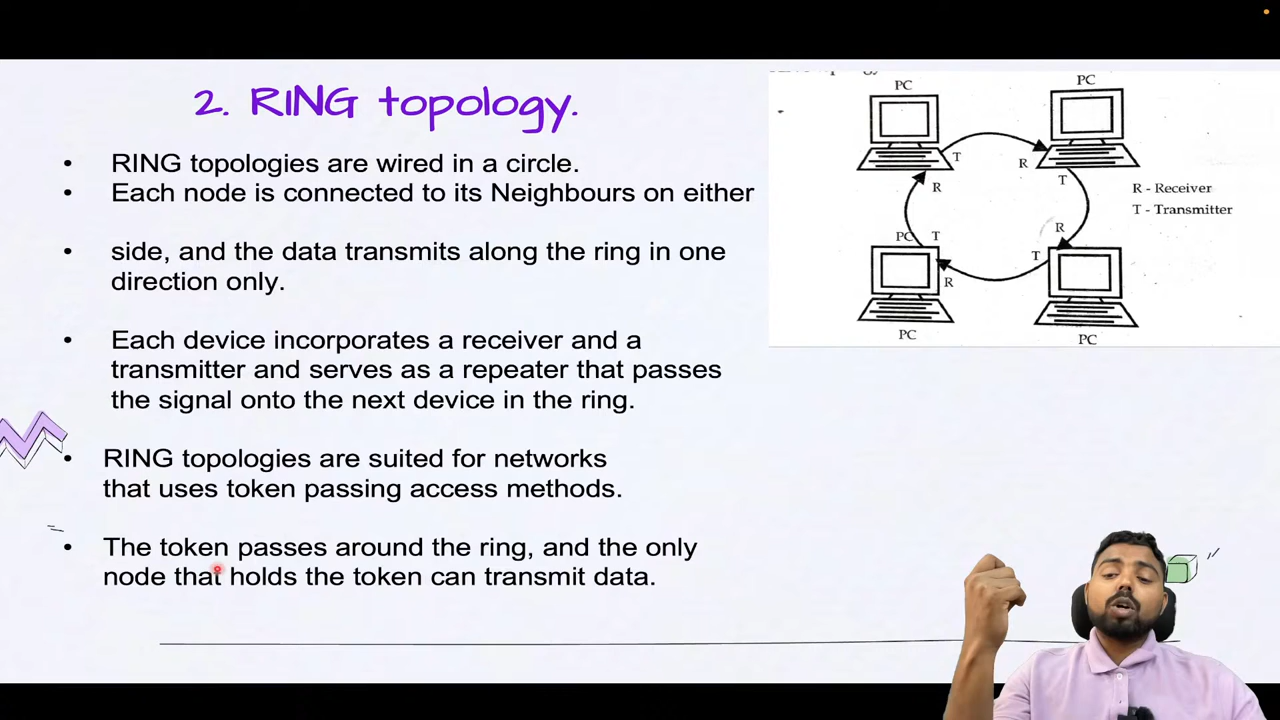 2. RING topology.
• RING topologies are wired in a circle.
• Each node is connected to its Neighbours on either
• side, and the data transmits along the ring in one
direction only.
• Each device incorporates a receiver and a
transmitter and serves as a repeater that passes
the signal onto the next device in the ring.
• RING topologies are suited for networks
that uses token passing access methods.
• The token passes around the ring, and the only
node that holds the token can transmit data.
PC
PC
T
R
R
T
R - Receiver
T - Transmitter
PC
T
R
T
R
PC
PC